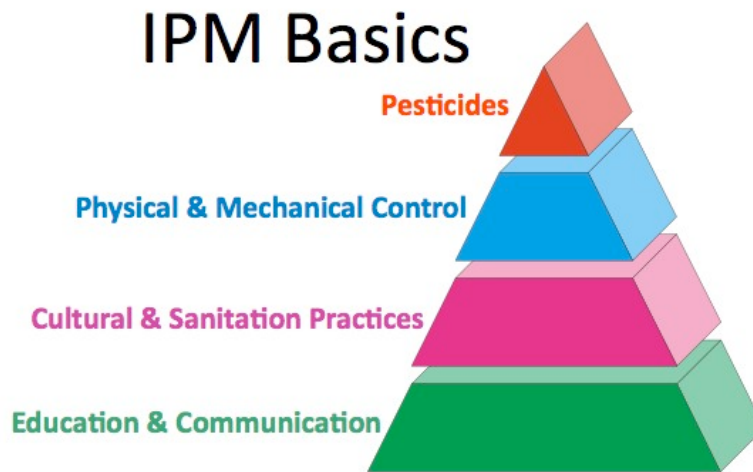 IPM Basics
Pesticides
Physical & Mechanical Control
Cultural & Sanitation Practices
Education & Communication